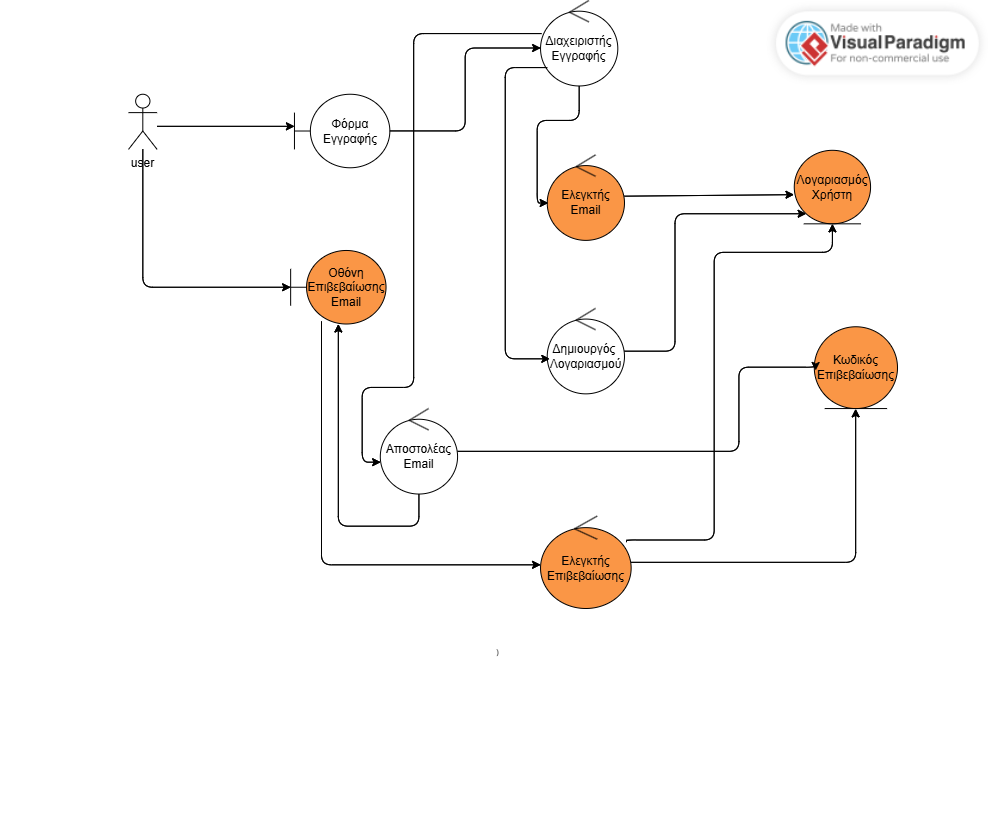 Made with
Visual Paradigm
For non-commercial use
Διαχειριστής
Εγγραφής
Φόρμα
Εγγραφής
user
Ελεγκτής
Email
Λογαριασμός
Χρήστη
Οθόνη
Επιβεβαίωσης
Email
Δημιουργός
Λογαριασμού
Κωδικός
Επιβεβαίωσης
Αποστολέας
Email
Ελεγκτής
Επιβεβαίωσης
)